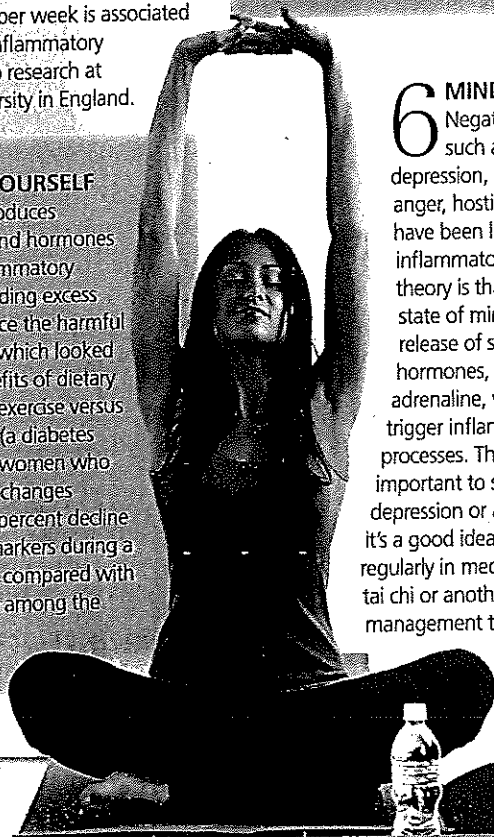 per week is associated
nflammatory
research at
rsity in England.
OURSELF
oduces
nd hormones
mmatory
ding excess
ce the harmful
which looked
fits of dietary
exercise versus
(a diabetes
women who
changes
percent decline
markers during a
compared with
among the
6 MIND
Negat
such a
depression,
anger, hosti
have been l
inflammato
theory is tha
state of min
release of s
hormones,
adrenaline, v
trigger inflar
processes. Th
important to s
depression or a
it's a good idea
regularly in med
tai chi or anoth
management t